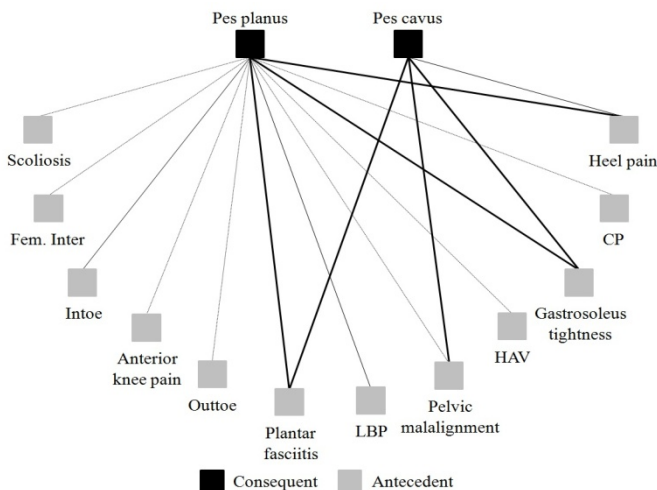 Pes planus
Pes cavus
Scoliosis
Heel pain
Fem. Inter
CP
Intoe
Gastrosoleus
tightness
Anterior
knee pain
HAV
Outtoe
Plantar
fasciitis
LBP
Pelvic
malalignment
Consequent
Antecedent